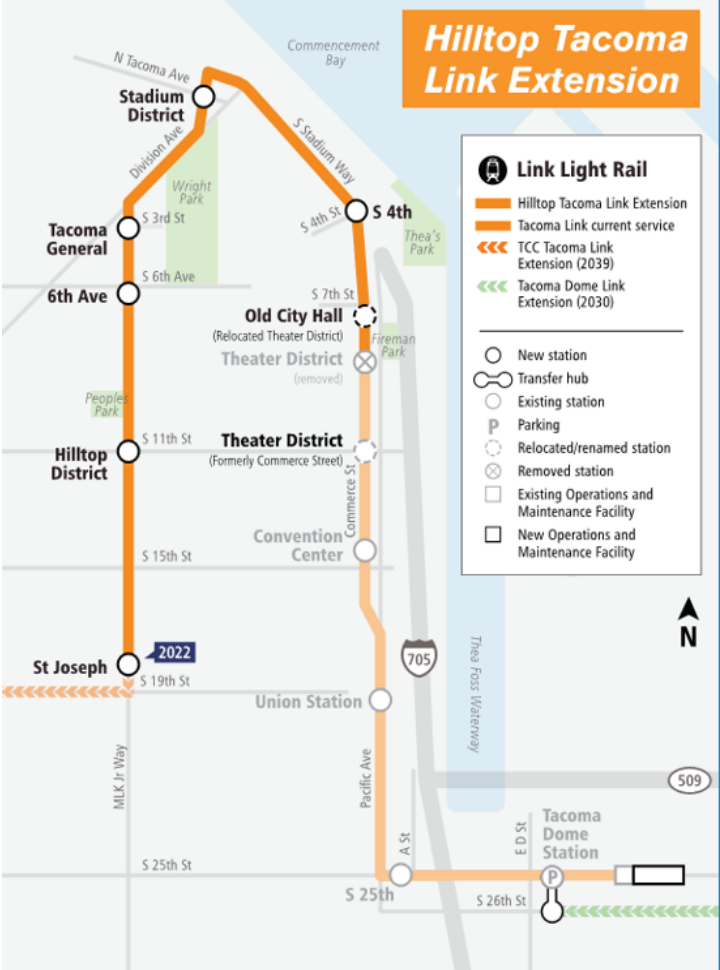 Hilltop Tacoma
Link Extension
Commencement
Bay
N Tacoma Ave
Stadium
District
Division Ave
S Stadium Way
Wright
Park
S 3rd St
Tacoma
General
S 4th St
S 4th
Thea's
Park
S 6th Ave
6th Ave
S 7th St
Old City Hall
(Relocated Theater District)
Fireman
Park
Theater District
(removed)
Peoples
Park
S 11th St
Hilltop
District
Theater District
(Formerly Commerce Street)
Commerce St
Convention
Center
S 15th St
2022
St Joseph
S 19th St
705
Union Station
Thea Foss Waterway
MLK Jr Way
Pacific Ave
509
A St
E D St
Tacoma
Dome
Station
P
S 25th St
S 25th
S 26th St
Link Light Rail
Hilltop Tacoma Link Extension
Tacoma Link current service
TCC Tacoma Link
Extension (2039)
Tacoma Dome Link
Extension (2030)
New station
Transfer hub
Existing station
P Parking
Relocated/renamed station
Removed station
Existing Operations and
Maintenance Facility
New Operations and
Maintenance Facility
N